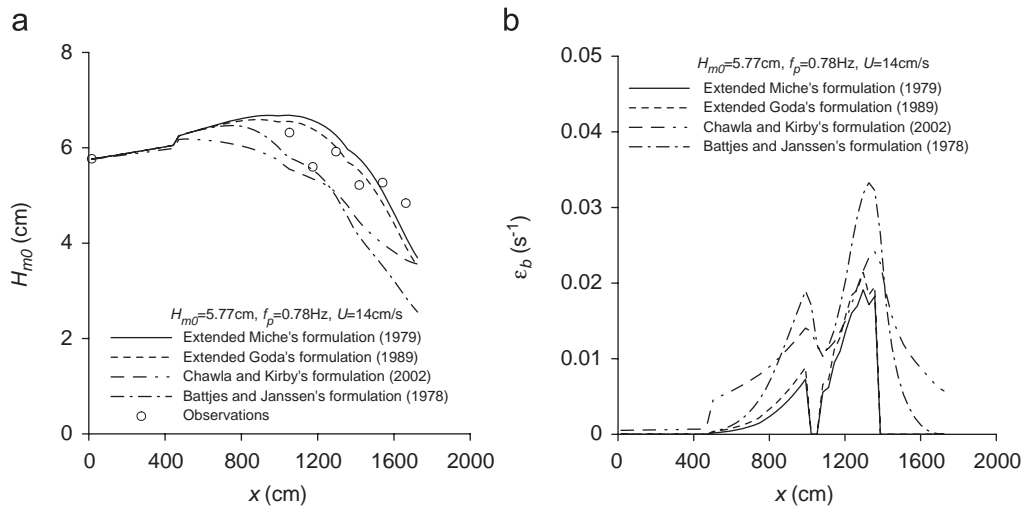 a
8
6
4
2
0
H_m0 (cm)
H_m0=5.77cm, f_p=0.78Hz, U=14cm/s
Extended Miche's formulation (1979)
Extended Goda's formulation (1989)
Chawla and Kirby's formulation (2002)
Battjes and Janssen's formulation (1978)
Observations
0 400 800 1200 1600 2000
x (cm)
b
0.05
0.04
0.03
0.02
0.01
0
ε_b (s⁻¹)
H_m0=5.77cm, f_p=0.78Hz, U=14cm/s
Extended Miche's formulation (1979)
Extended Goda's formulation (1989)
Chawla and Kirby's formulation (2002)
Battjes and Janssen's formulation (1978)
0 400 800 1200 1600 2000
x (cm)